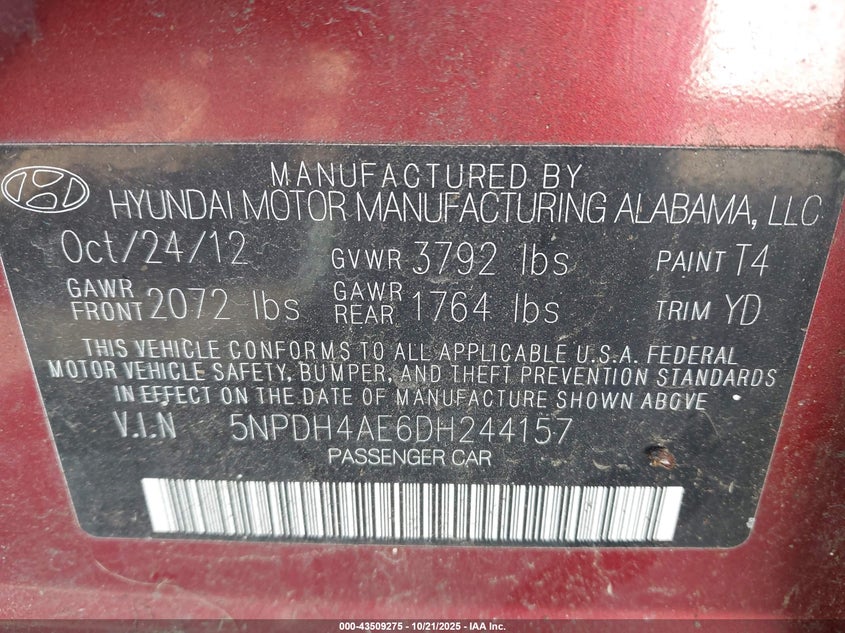 MANUFACTURED BY
HYUNDAI MOTOR MANUFACTURING ALABAMA, LLC
Oct/24/12 GVWR 3792 lbs PAINT T4
GAWR FRONT 2072 lbs GAWR REAR 1764 lbs TRIM YD
THIS VEHICLE CONFORMS TO ALL APPLICABLE U.S.A. FEDERAL
MOTOR VEHICLE SAFETY, BUMPER, AND THEFT PREVENTION STANDARDS
IN EFFECT ON THE DATE OF MANUFACTURE SHOWN ABOVE
V.I.N 5NPDH4AE6DH244157
PASSENGER CAR
000-43509275 - 10/21/2025 - IAA Inc.